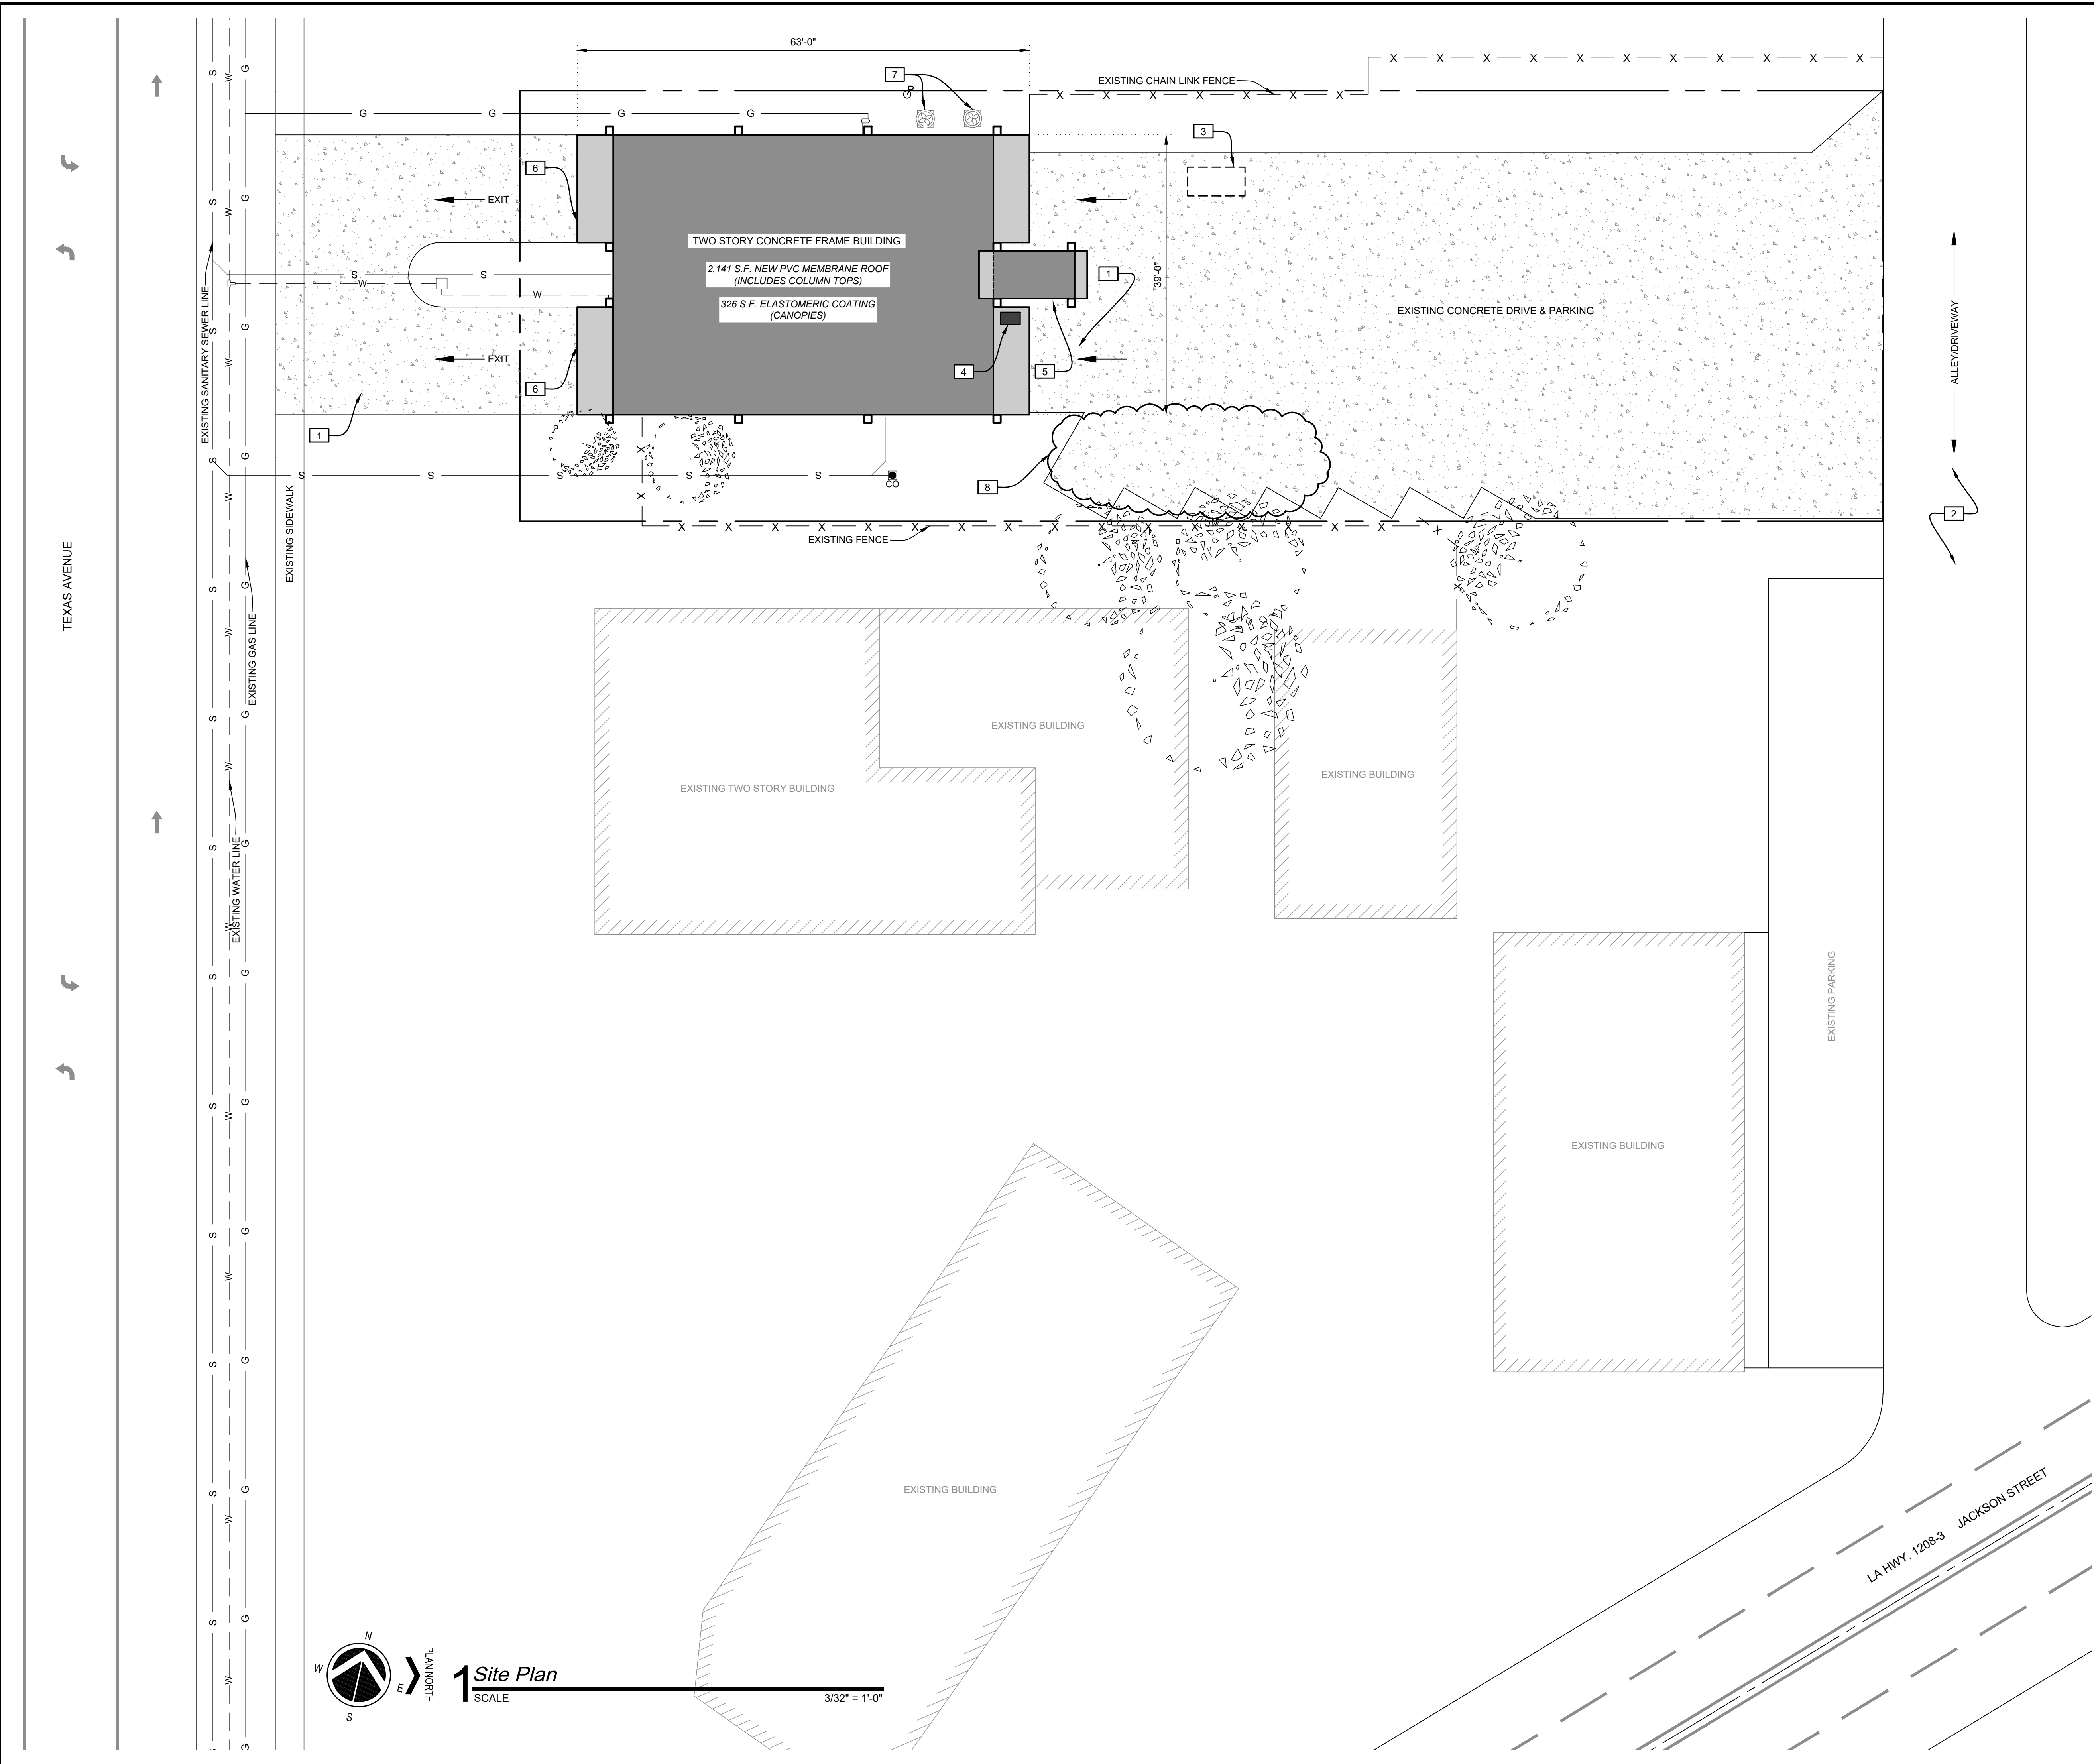 63'-0"
7
P
EXISTING CHAIN LINK FENCE
X X X X X X X X X X X
X X X X X X X
G G G G
3
6
EXIT
TWO STORY CONCRETE FRAME BUILDING
2,141 S.F. NEW PVC MEMBRANE ROOF
(INCLUDES COLUMN TOPS)
326 S.F. ELASTOMERIC COATING
(CANOPIES)
39'-0"
1
S S
W
W
EXISTING CONCRETE DRIVE & PARKING
ALLEY/DRIVEWAY
EXIT
4
5
6
1
S S S S S
CO
8
2
X
X
X X X X X X X X X X X X X X X X
X
X
EXISTING FENCE
EXISTING SANITARY SEWER LINE
EXISTING SIDEWALK
TEXAS AVENUE
EXISTING GAS LINE
EXISTING WATER LINE
S S S S S S S S S S S S S S
W W W W W W W W W W W W W
G G G G G G G G G G G G G G
EXISTING BUILDING
EXISTING TWO STORY BUILDING
EXISTING BUILDING
EXISTING PARKING
EXISTING BUILDING
EXISTING BUILDING
LA HWY. 1208-3 JACKSON STREET
N
W
E
S
PLAN NORTH
1 Site Plan
SCALE 3/32" = 1'-0"